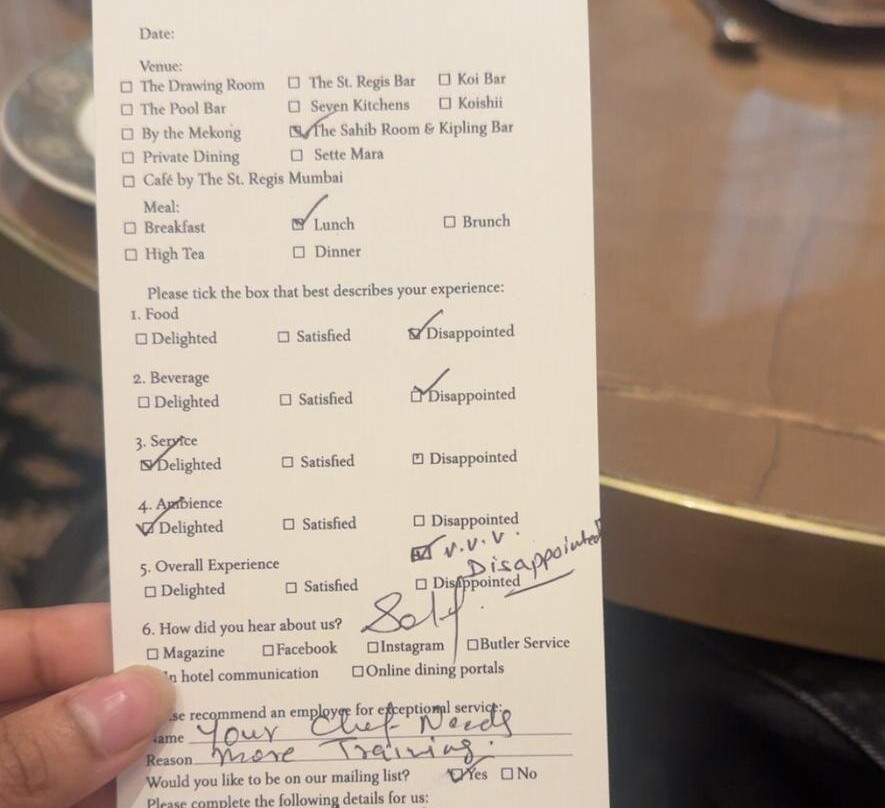 Date:
Venue:
☐ The Drawing Room ☐ The St. Regis Bar ☐ Koi Bar
☐ The Pool Bar ☐ Seven Kitchens ☐ Koishii
☐ By the Mekong ☑ The Sahib Room & Kipling Bar
☐ Private Dining ☐ Sette Mara
☐ Café by The St. Regis Mumbai
Meal:
☐ Breakfast ☑ Lunch ☐ Brunch
☐ High Tea ☐ Dinner
Please tick the box that best describes your experience:
1. Food
☐ Delighted ☐ Satisfied ☑ Disappointed
2. Beverage
☐ Delighted ☐ Satisfied ☑ Disappointed
3. Service
☑ Delighted ☐ Satisfied ☐ Disappointed
4. Ambience
☑ Delighted ☐ Satisfied ☐ Disappointed
☑ V.V.V. Disappointed
5. Overall Experience
☐ Delighted ☐ Satisfied ☐ Disappointed
Self.
6. How did you hear about us?
☐ Magazine ☐ Facebook ☐ Instagram ☐ Butler Service
n hotel communication ☐ Online dining portals
se recommend an employee for exceptional service:
ame Your Chef Needs
Reason More Training.
Would you like to be on our mailing list? ☑ Yes ☐ No
Please complete the following details for us: